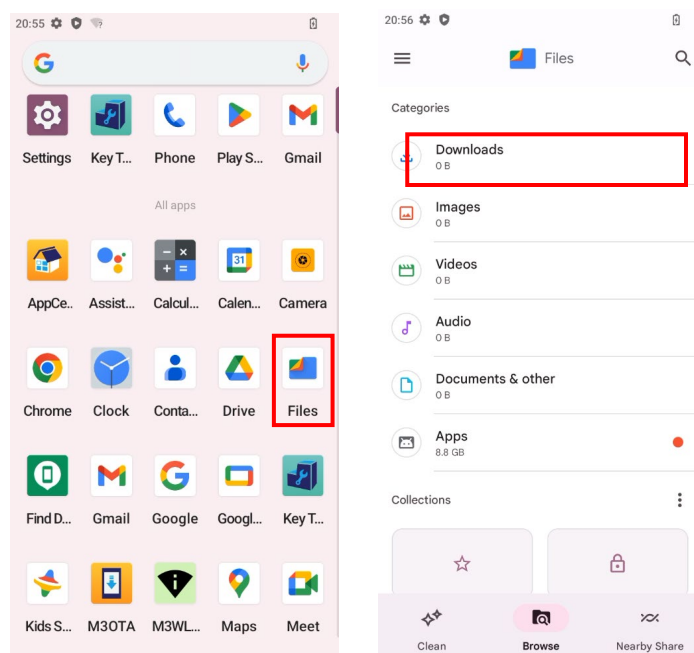 20:55
Settings
Key T...
Phone
Play S...
Gmail
All apps
31
AppCe..
Assist...
Calcul...
Calen...
Camera
Chrome
Clock
Conta...
Drive
Files
Find D...
Gmail
Google
Googl...
Key T...
Kids S...
M3OTA
M3WL...
Maps
Meet
20:56
Files
Categories
Downloads
0 B
Images
0 B
Videos
0 B
Audio
0 B
Documents & other
0 B
Apps
8.8 GB
Collections
Clean
Browse
Nearby Share